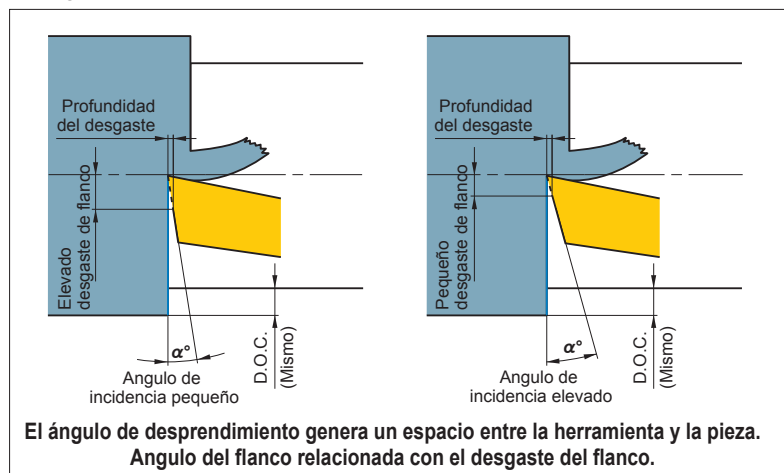 Profundidad
del desgaste
Elevado
desgaste de flanco
α°
Angulo de
incidencia pequeño
D.O.C.
(Mismo)
Profundidad
del desgaste
Pequeño
desgaste de flanco
α°
Angulo de
incidencia elevado
D.O.C.
(Mismo)
El ángulo de desprendimiento genera un espacio entre la herramienta y la pieza.
Angulo del flanco relacionada con el desgaste del flanco.